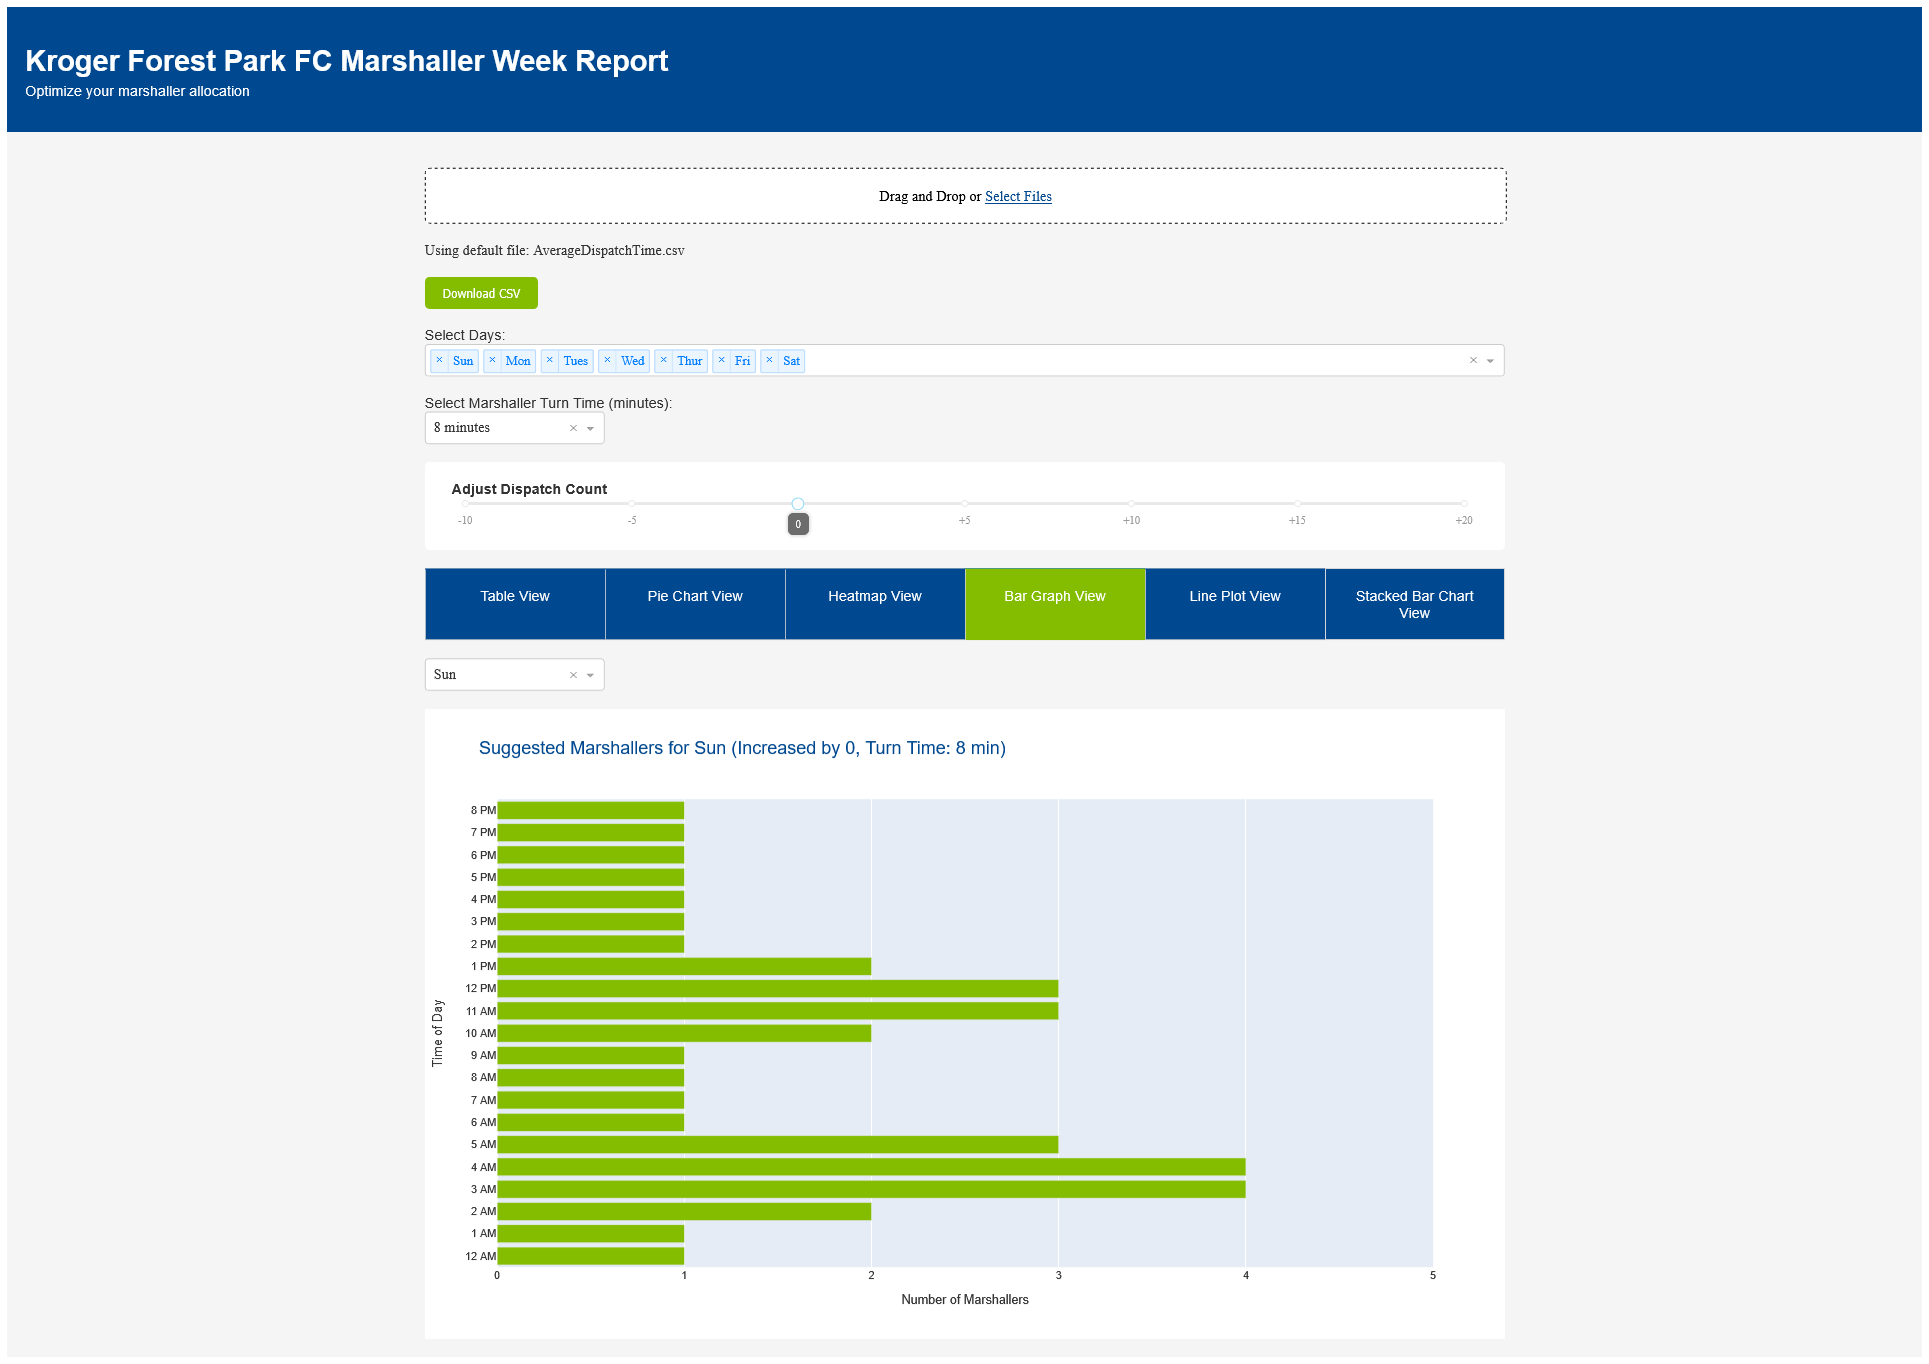 Kroger Forest Park FC Marshaller Week Report
Optimize your marshaller allocation
Drag and Drop or Select Files
Using default file: AverageDispatchTime.csv
Download CSV
Select Days:
× Sun × Mon × Tues × Wed × Thur × Fri × Sat ×
Select Marshaller Turn Time (minutes):
8 minutes ×
Adjust Dispatch Count
-10 -5 0 +5 +10 +15 +20
Table View
Pie Chart View
Heatmap View
Bar Graph View
Line Plot View
Stacked Bar Chart
View
Sun ×
Suggested Marshallers for Sun (Increased by 0, Turn Time: 8 min)
8 PM
7 PM
6 PM
5 PM
4 PM
3 PM
2 PM
1 PM
12 PM
11 AM
10 AM
9 AM
8 AM
7 AM
6 AM
5 AM
4 AM
3 AM
2 AM
1 AM
12 AM
Time of Day
0 1 2 3 4 5
Number of Marshallers